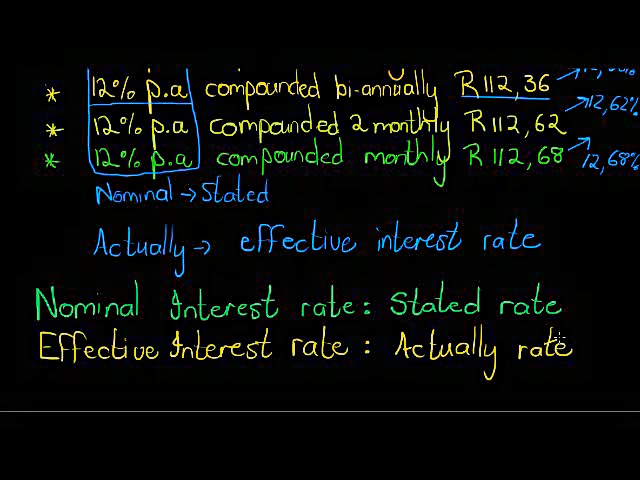 * 12% p.a compounded bi-annually R112,36
12,62%
* 12% p.a compounded 2 monthly R112,62
* 12% p.a compounded monthly R112,68 12,68%
Nominal → Stated
Actually → effective interest rate
Nominal Interest rate : Stated rate
Effective Interest rate : Actually rate